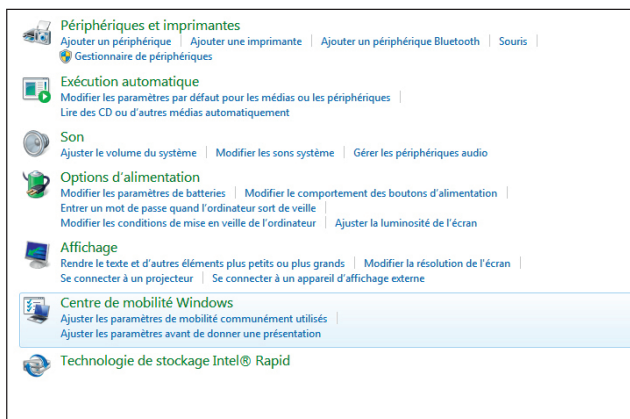 Périphériques et imprimantes
Ajouter un périphérique | Ajouter une imprimante | Ajouter un périphérique Bluetooth | Souris |
Gestionnaire de périphériques
Exécution automatique
Modifier les paramètres par défaut pour les médias ou les périphériques |
Lire des CD ou d'autres médias automatiquement
Son
Ajuster le volume du système | Modifier les sons système | Gérer les périphériques audio
Options d'alimentation
Modifier les paramètres de batteries | Modifier le comportement des boutons d'alimentation |
Entrer un mot de passe quand l'ordinateur sort de veille |
Modifier les conditions de mise en veille de l'ordinateur | Ajuster la luminosité de l'écran
Affichage
Rendre le texte et d'autres éléments plus petits ou plus grands | Modifier la résolution de l'écran |
Se connecter à un projecteur | Se connecter à un appareil d'affichage externe
Centre de mobilité Windows
Ajuster les paramètres de mobilité communément utilisés |
Ajuster les paramètres avant de donner une présentation
Technologie de stockage Intel® Rapid